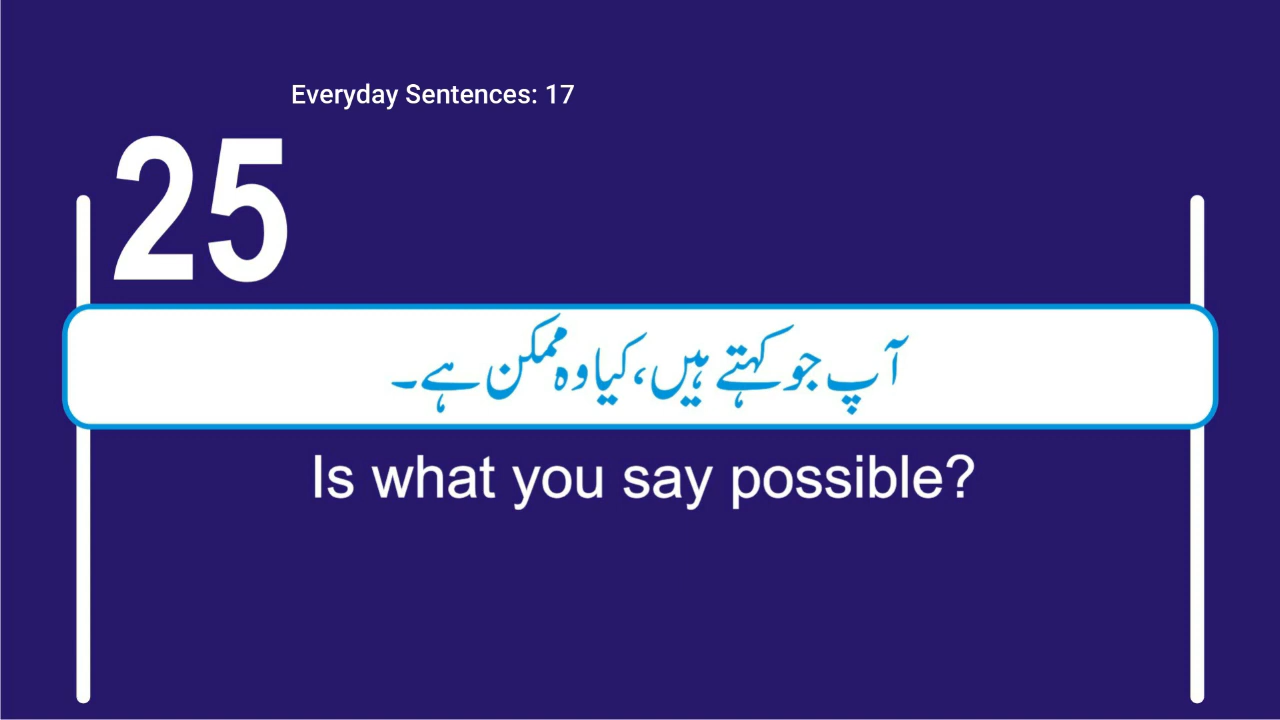 Everyday Sentences: 17
25
آپ جو کہتے ہیں، کیا وہ ممکن ہے۔
Is what you say possible?